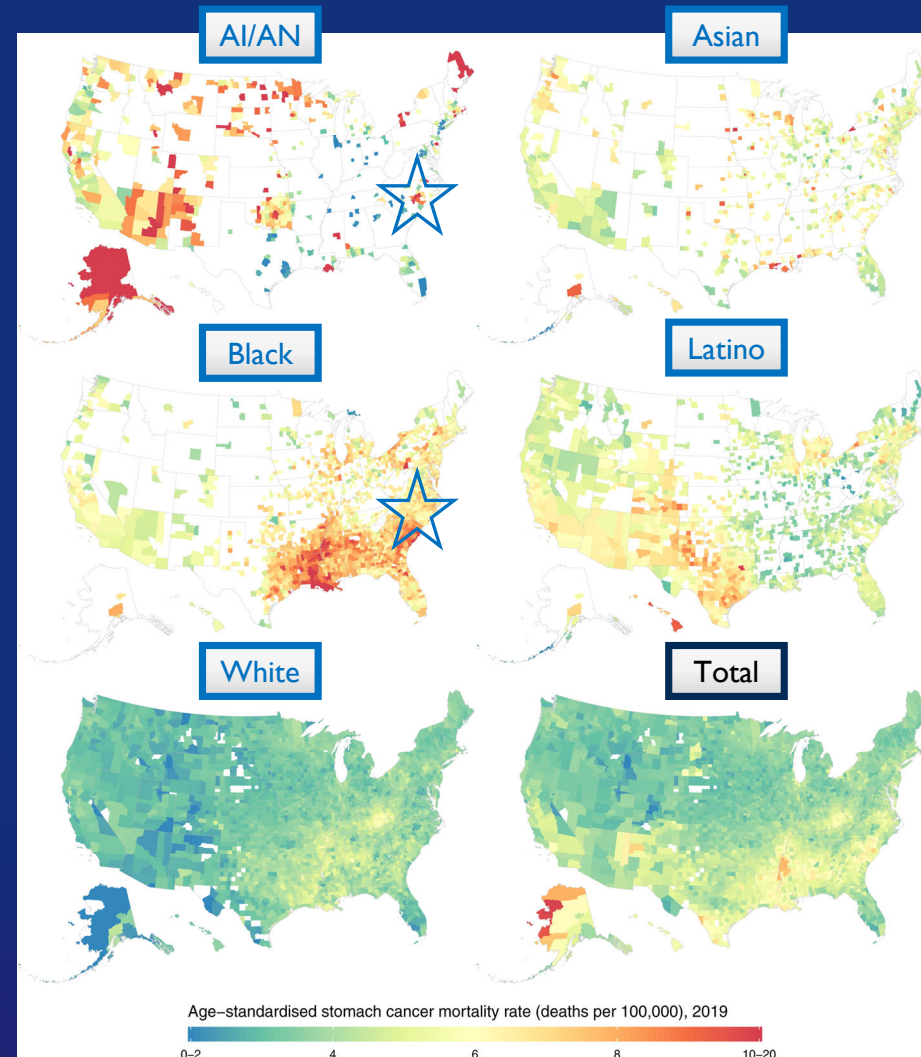 AI/AN
Asian
Black
Latino
White
Total
Age–standardised stomach cancer mortality rate (deaths per 100,000), 2019
0–2
4
6
8
10–20